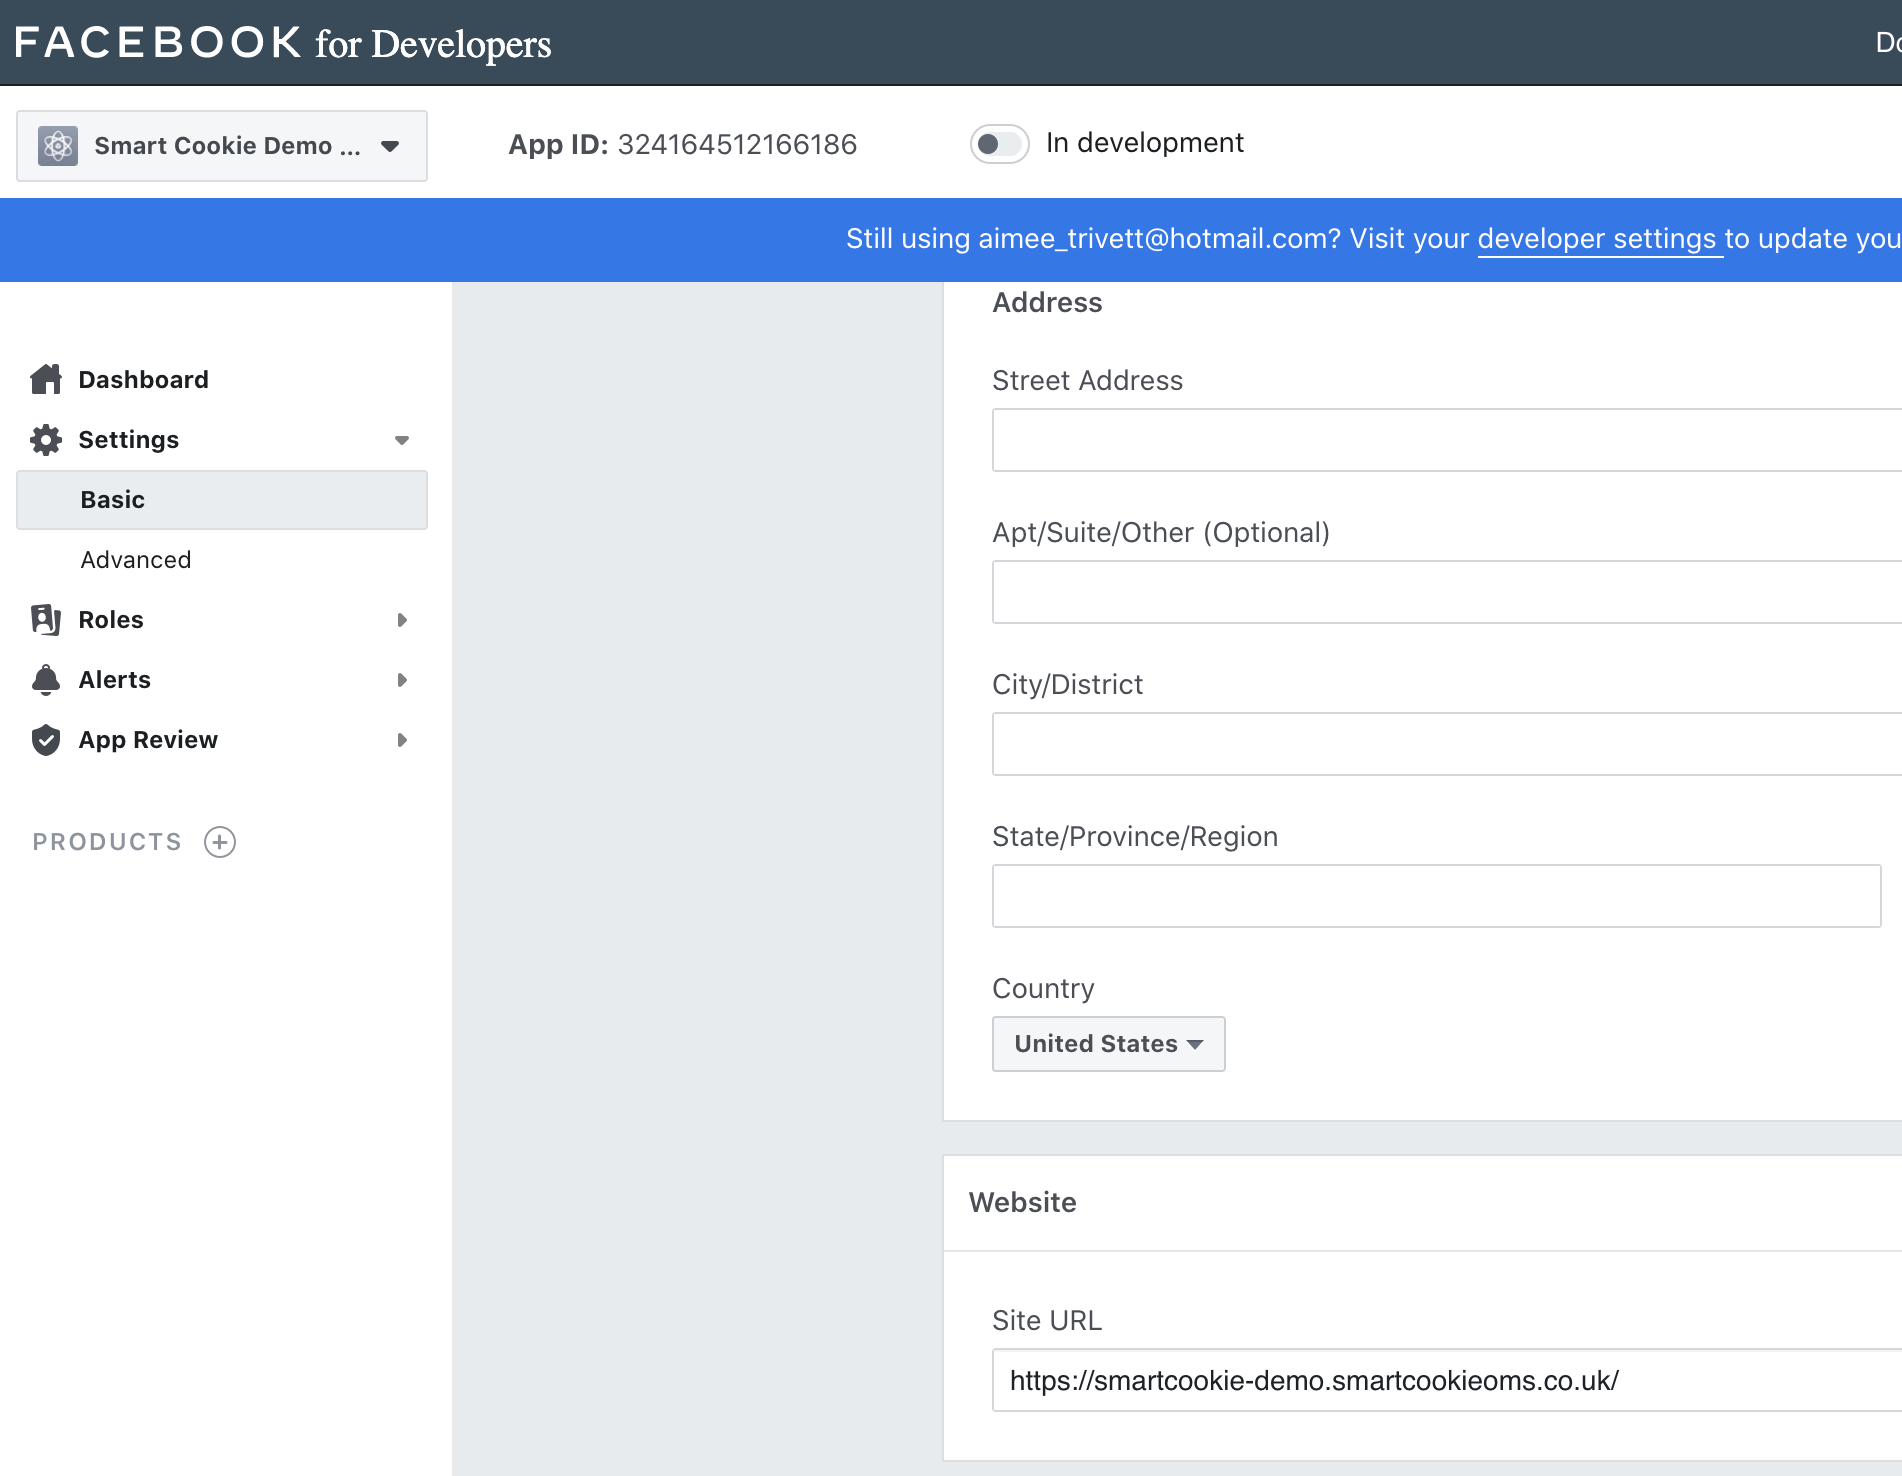 FACEBOOK for Developers
Smart Cookie Demo ...
App ID: 324164512166186
In development
Still using aimee_trivett@hotmail.com? Visit your developer settings to update you
Dashboard
Settings
Basic
Advanced
Roles
Alerts
App Review
PRODUCTS
Address
Street Address
Apt/Suite/Other (Optional)
City/District
State/Province/Region
Country
United States
Website
Site URL
https://smartcookie-demo.smartcookieoms.co.uk/